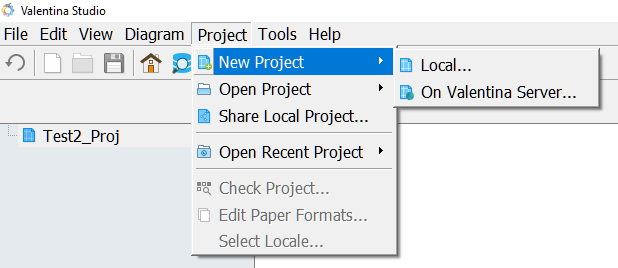 Valentina Studio
File Edit View Diagram Project Tools Help
New Project
Local...
Open Project
On Valentina Server...
Share Local Project...
Test2_Proj
Open Recent Project
Check Project...
Edit Paper Formats...
Select Locale...